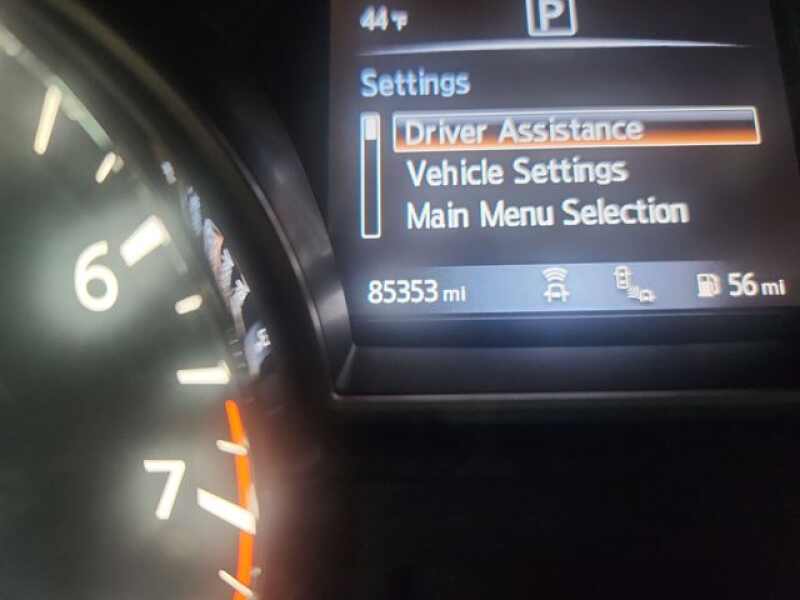 44°F
P
Settings
Driver Assistance
Vehicle Settings
Main Menu Selection
85353 mi
56 mi
6
7